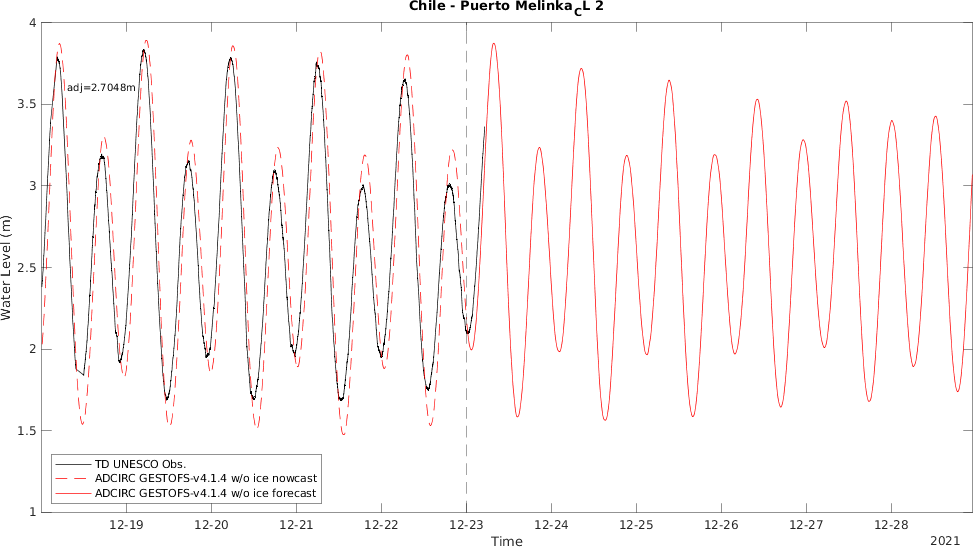 Chile - Puerto Melinka_CL 2
4
adj=2.7048m
3.5
3
2.5
2
1.5
1
Water Level (m)
TD UNESCO Obs.
ADCIRC GESTOFS-v4.1.4 w/o ice nowcast
ADCIRC GESTOFS-v4.1.4 w/o ice forecast
12-19 12-20 12-21 12-22 12-23 12-24 12-25 12-26 12-27 12-28
Time
2021